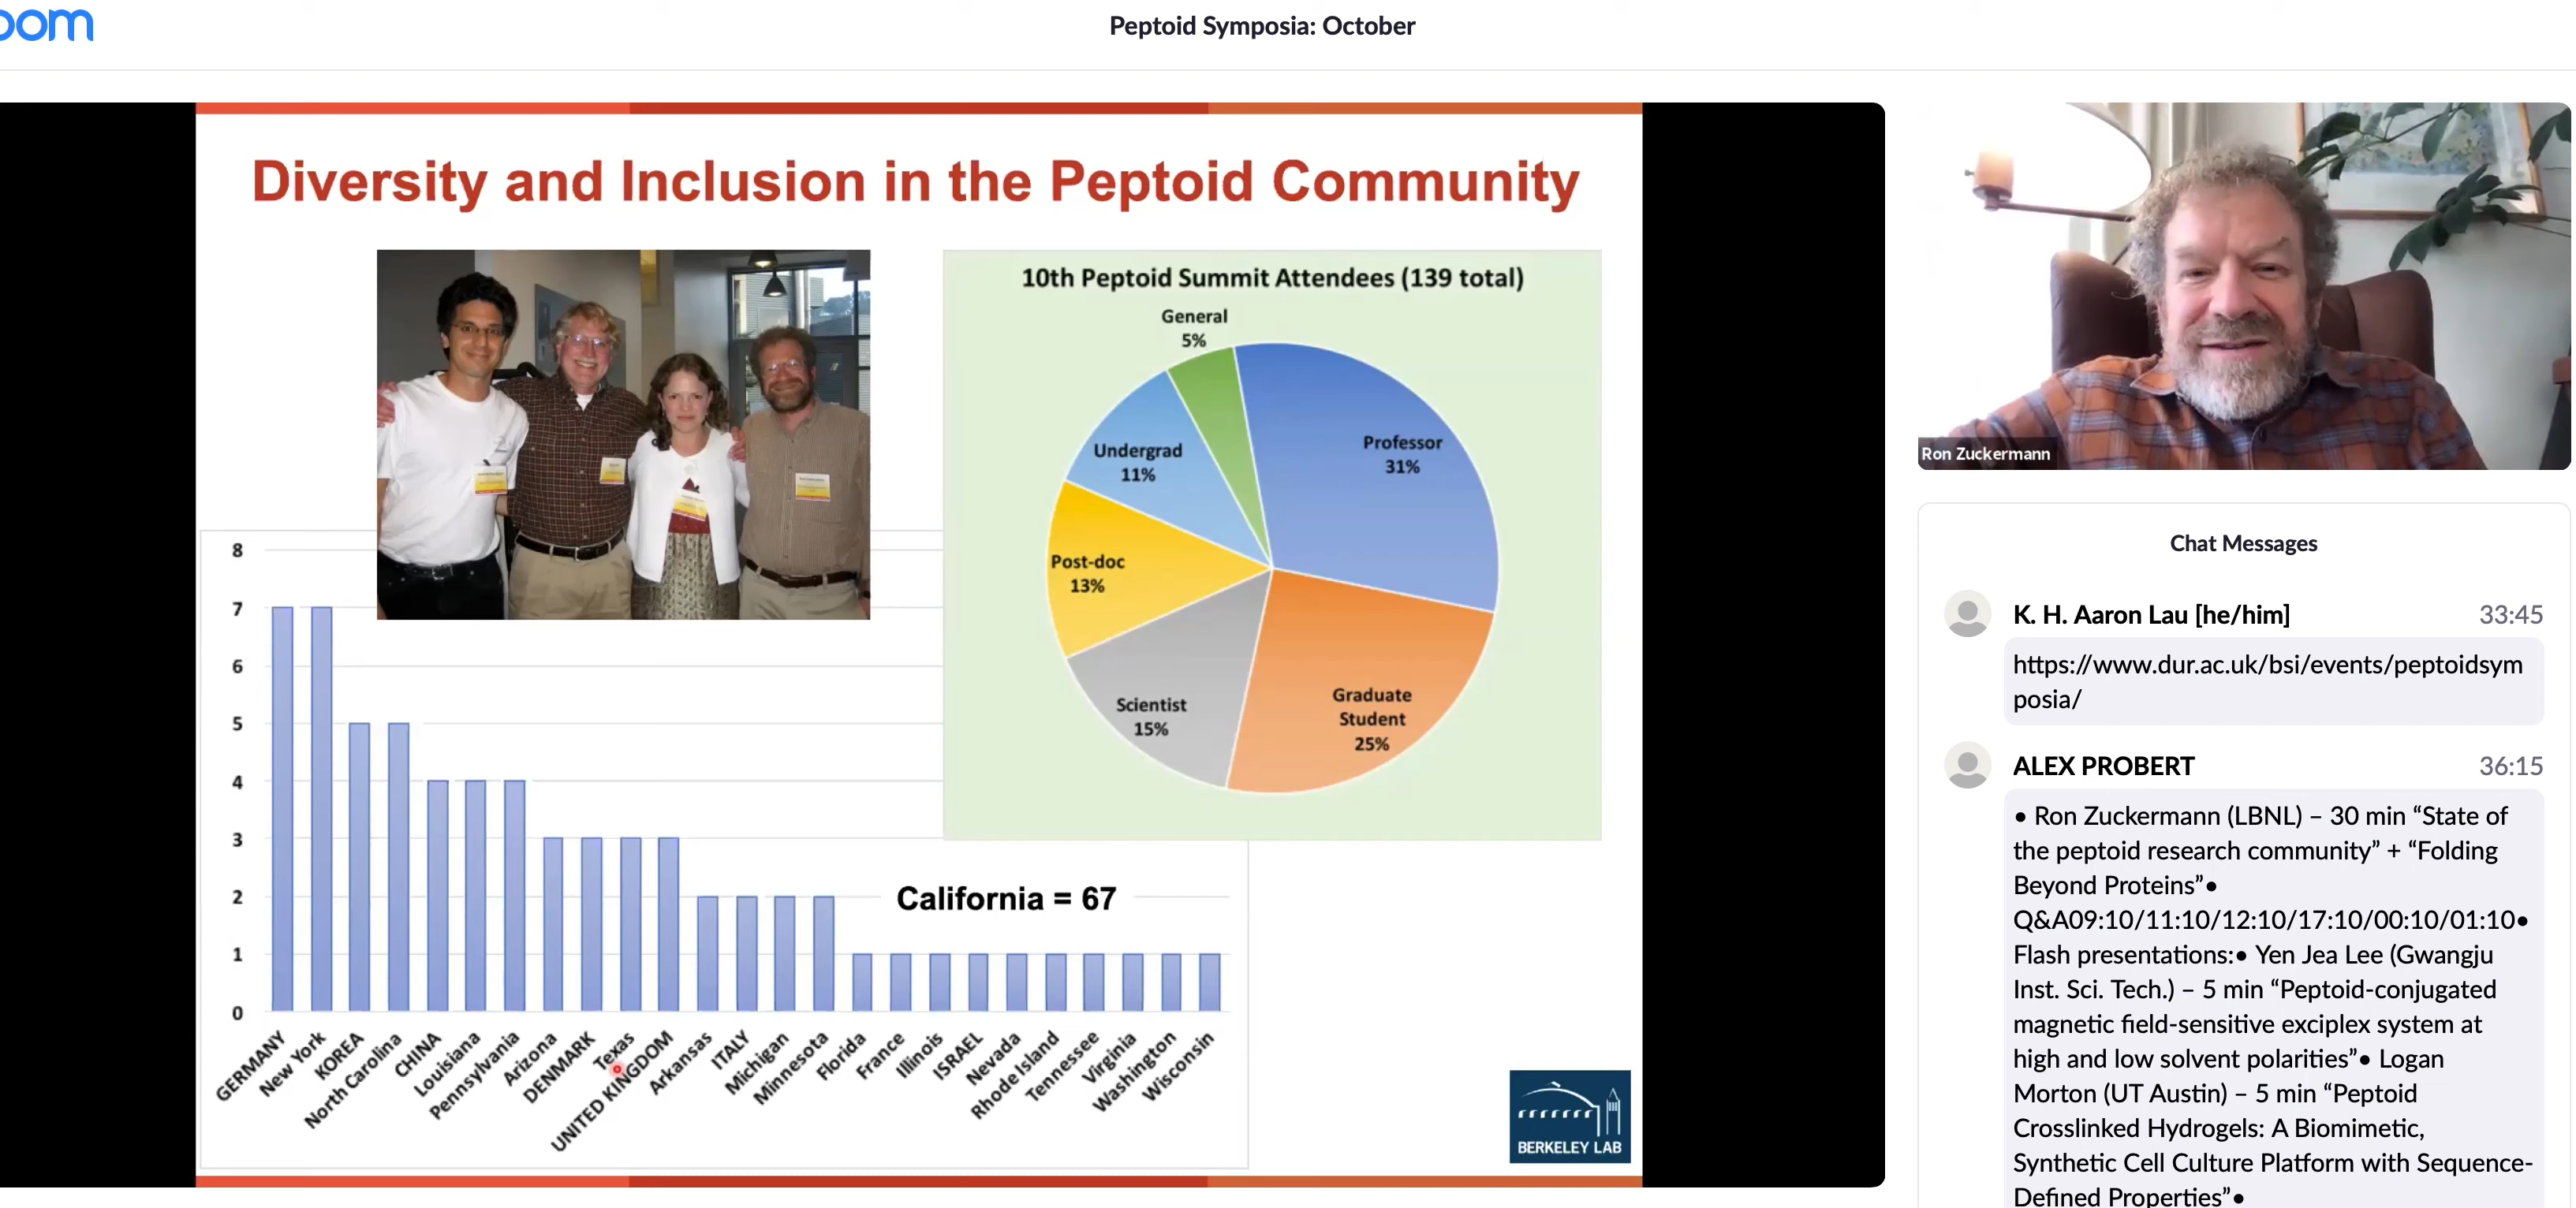 oom
Peptoid Symposia: October
Diversity and Inclusion in the Peptoid Community
10th Peptoid Summit Attendees (139 total)
General
5%
Professor
31%
Undergrad
11%
Post-doc
13%
Scientist
15%
Graduate
Student
25%
8
7
6
5
4
3
2
1
0
California = 67
GERMANY
New York
KOREA
North Carolina
CHINA
Louisiana
Pennsylvania
Arizona
DENMARK
Texas
UNITED KINGDOM
Arkansas
ITALY
Michigan
Minnesota
Florida
France
Illinois
ISRAEL
Nevada
Rhode Island
Tennessee
Virginia
Washington
Wisconsin
BERKELEY LAB
Ron Zuckermann
Chat Messages
K. H. Aaron Lau [he/him] 33:45
https://www.dur.ac.uk/bsi/events/peptoidsym
posia/
ALEX PROBERT 36:15
• Ron Zuckermann (LBNL) – 30 min “State of
the peptoid research community” + “Folding
Beyond Proteins”•
Q&A09:10/11:10/12:10/17:10/00:10/01:10•
Flash presentations:• Yen Jea Lee (Gwangju
Inst. Sci. Tech.) – 5 min “Peptoid-conjugated
magnetic field-sensitive exciplex system at
high and low solvent polarities”• Logan
Morton (UT Austin) – 5 min “Peptoid
Crosslinked Hydrogels: A Biomimetic,
Synthetic Cell Culture Platform with Sequence-
Defined Properties”•